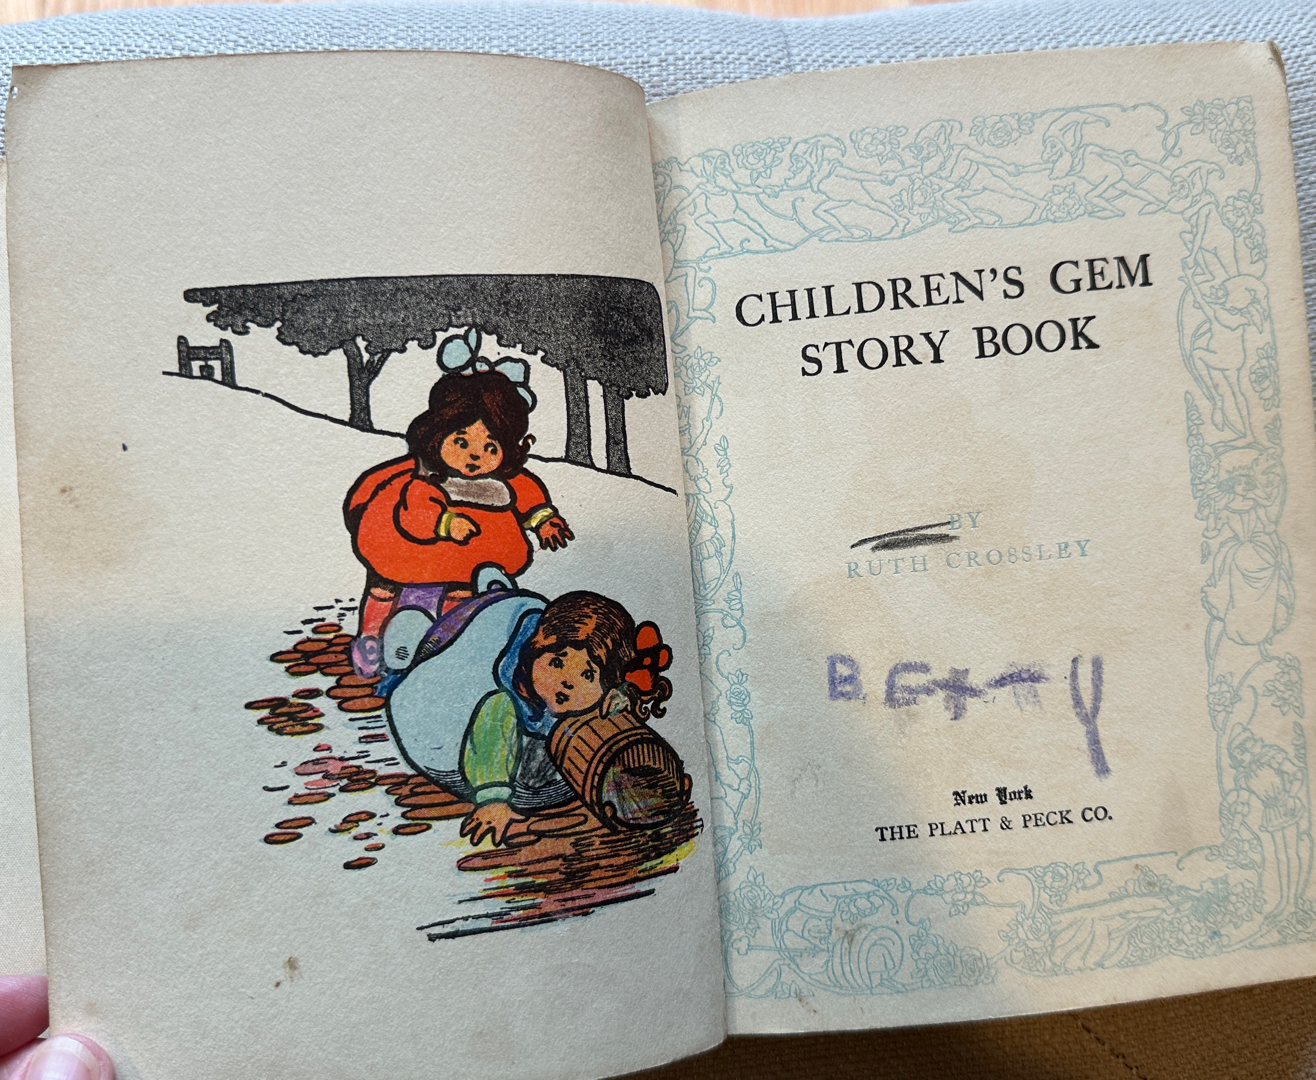 CHILDREN'S GEM
STORY BOOK
BY
RUTH CROSSLEY
BETTY
New York
THE PLATT & PECK CO.